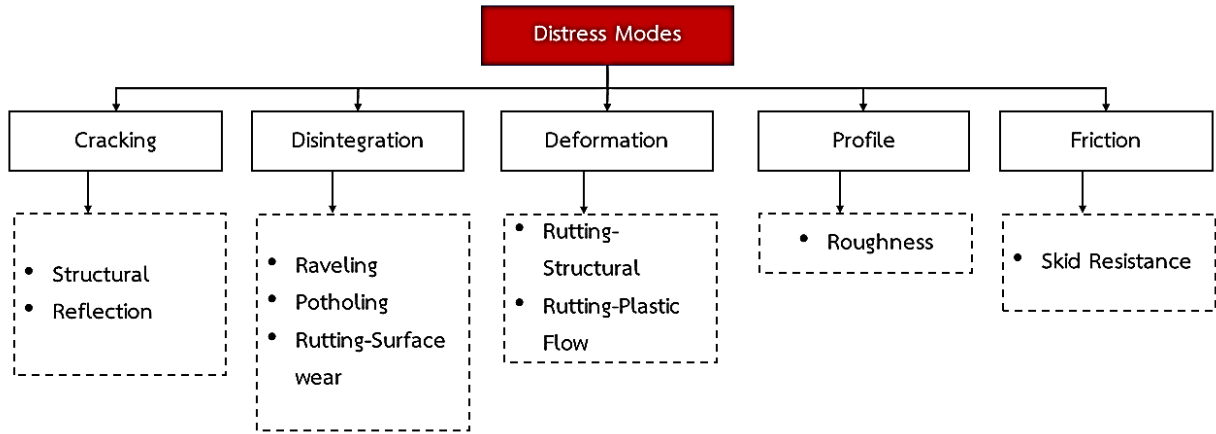 Distress Modes
Cracking
Disintegration
Deformation
Profile
Friction
• Structural
• Reflection
• Raveling
• Potholing
• Rutting-Surface
wear
• Rutting-
Structural
• Rutting-Plastic
Flow
• Roughness
• Skid Resistance